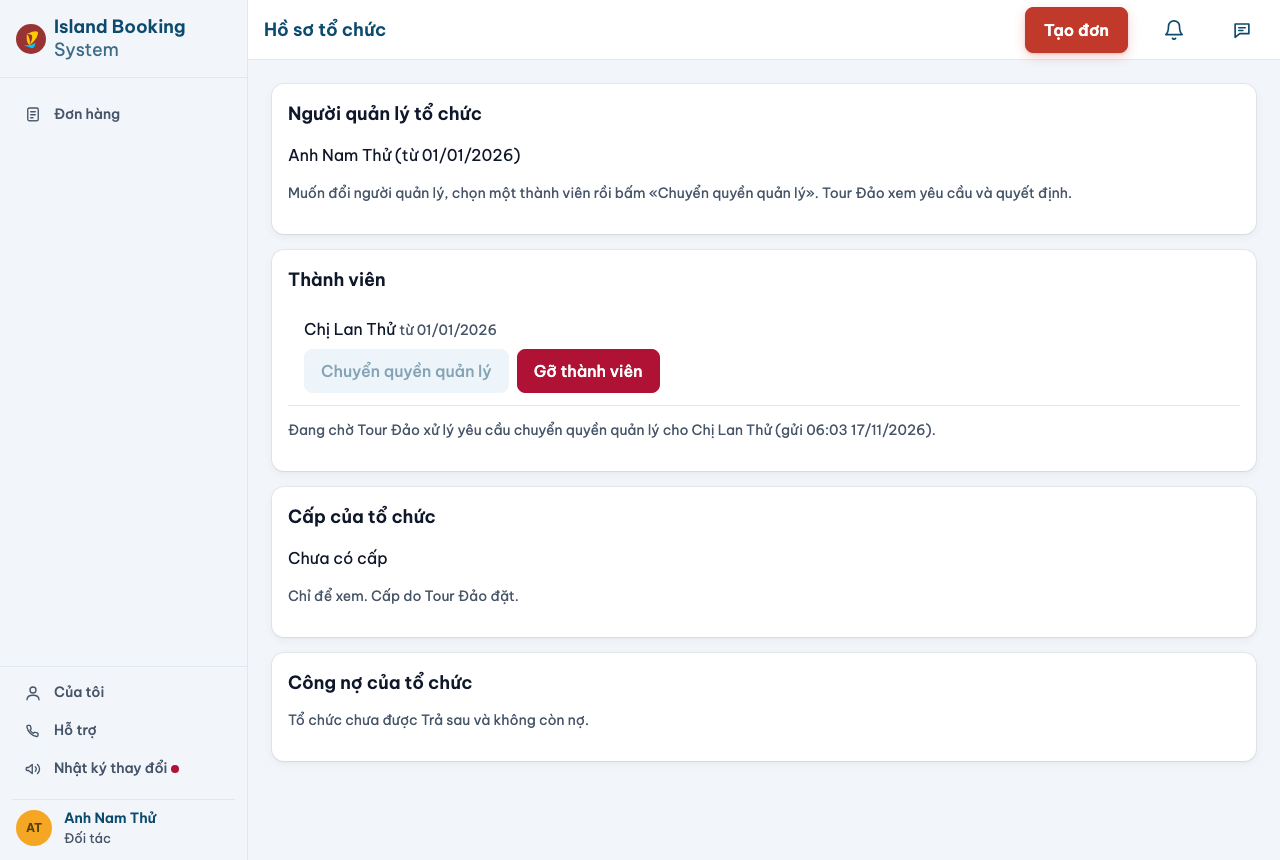 Island Booking
System
Đơn hàng
Của tôi
Hỗ trợ
Nhật ký thay đổi
AT
Anh Nam Thử
Đối tác
Hồ sơ tổ chức
Tạo đơn
Người quản lý tổ chức
Anh Nam Thử (từ 01/01/2026)
Muốn đổi người quản lý, chọn một thành viên rồi bấm «Chuyển quyền quản lý». Tour Đảo xem yêu cầu và quyết định.
Thành viên
Chị Lan Thử từ 01/01/2026
Chuyển quyền quản lý
Gỡ thành viên
Đang chờ Tour Đảo xử lý yêu cầu chuyển quyền quản lý cho Chị Lan Thử (gửi 06:03 17/11/2026).
Cấp của tổ chức
Chưa có cấp
Chỉ để xem. Cấp do Tour Đảo đặt.
Công nợ của tổ chức
Tổ chức chưa được Trả sau và không còn nợ.